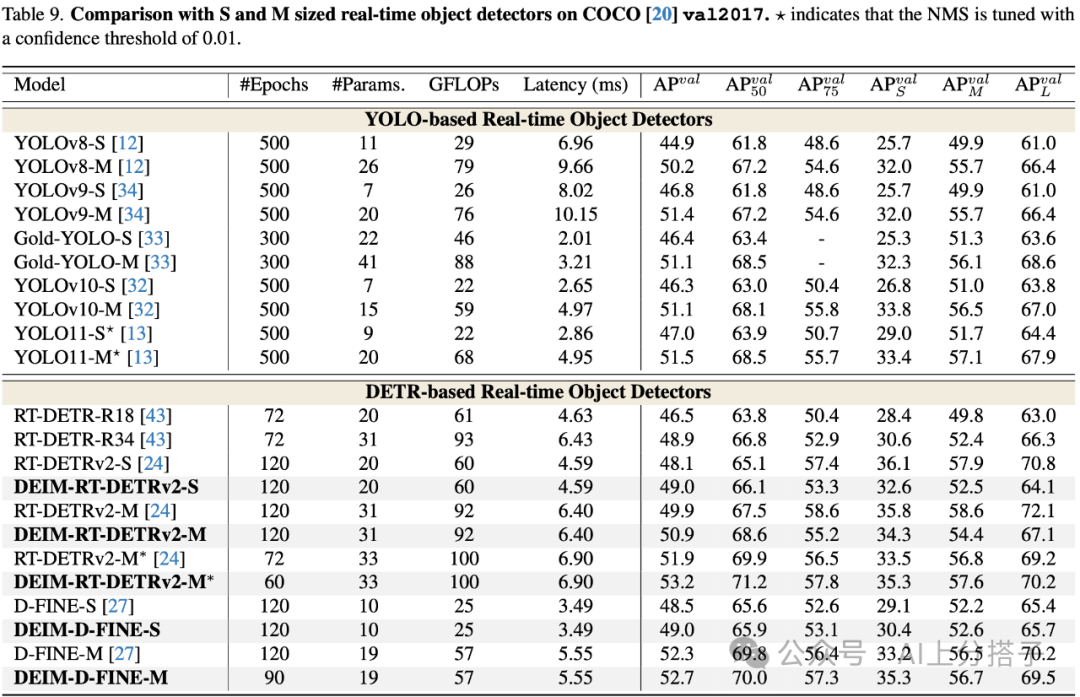 Table 9. Comparison with S and M sized real-time object detectors on COCO [20] val2017. ⋆ indicates that the NMS is tuned with
a confidence threshold of 0.01.
Model #Epochs #Params. GFLOPs Latency (ms) AP^val AP^val_50 AP^val_75 AP^val_S AP^val_M AP^val_L
YOLO-based Real-time Object Detectors
YOLOv8-S [12] 500 11 29 6.96 44.9 61.8 48.6 25.7 49.9 61.0
YOLOv8-M [12] 500 26 79 9.66 50.2 67.2 54.6 32.0 55.7 66.4
YOLOv9-S [34] 500 7 26 8.02 46.8 61.8 48.6 25.7 49.9 61.0
YOLOv9-M [34] 500 20 76 10.15 51.4 67.2 54.6 32.0 55.7 66.4
Gold-YOLO-S [33] 300 22 46 2.01 46.4 63.4 - 25.3 51.3 63.6
Gold-YOLO-M [33] 300 41 88 3.21 51.1 68.5 - 32.3 56.1 68.6
YOLOv10-S [32] 500 7 22 2.65 46.3 63.0 50.4 26.8 51.0 63.8
YOLOv10-M [32] 500 15 59 4.97 51.1 68.1 55.8 33.8 56.5 67.0
YOLO11-S⋆ [13] 500 9 22 2.86 47.0 63.9 50.7 29.0 51.7 64.4
YOLO11-M⋆ [13] 500 20 68 4.95 51.5 68.5 55.7 33.4 57.1 67.9
DETR-based Real-time Object Detectors
RT-DETR-R18 [43] 72 20 61 4.63 46.5 63.8 50.4 28.4 49.8 63.0
RT-DETR-R34 [43] 72 31 93 6.43 48.9 66.8 52.9 30.6 52.4 66.3
RT-DETRv2-S [24] 120 20 60 4.59 48.1 65.1 57.4 36.1 57.9 70.8
DEIM-RT-DETRv2-S 120 20 60 4.59 49.0 66.1 53.3 32.6 52.5 64.1
RT-DETRv2-M [24] 120 31 92 6.40 49.9 67.5 58.6 35.8 58.6 72.1
DEIM-RT-DETRv2-M 120 31 92 6.40 50.9 68.6 55.2 34.3 54.4 67.1
RT-DETRv2-M* [24] 72 33 100 6.90 51.9 69.9 56.5 33.5 56.8 69.2
DEIM-RT-DETRv2-M* 60 33 100 6.90 53.2 71.2 57.8 35.3 57.6 70.2
D-FINE-S [27] 120 10 25 3.49 48.5 65.6 52.6 29.1 52.2 65.4
DEIM-D-FINE-S 120 10 25 3.49 49.0 65.9 53.1 30.4 52.6 65.7
D-FINE-M [27] 120 19 57 5.55 52.3 69.8 56.4 33.2 56.5 70.2
公众号 AI上分搭子
DEIM-D-FINE-M 90 19 57 5.55 52.7 70.0 57.3 35.3 56.7 69.5